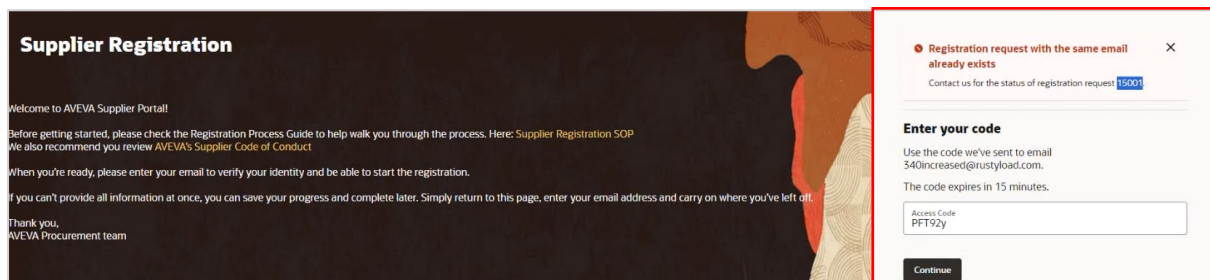 Supplier Registration
Welcome to AVEVA Supplier Portal!
Before getting started, please check the Registration Process Guide to help walk you through the process. Here: Supplier Registration SOP
We also recommend you review AVEVA's Supplier Code of Conduct
When you're ready, please enter your email to verify your identity and be able to start the registration.
If you can't provide all information at once, you can save your progress and complete later. Simply return to this page, enter your email address and carry on where you've left off.
Thank you,
AVEVA Procurement team
Registration request with the same email
already exists
Contact us for the status of registration request 15001.
Enter your code
Use the code we've sent to email
340increased@rustyload.com.
The code expires in 15 minutes.
Access Code
PFT92y
Continue